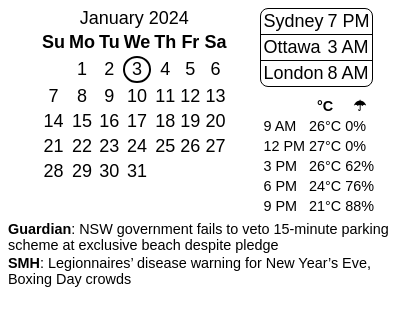 January 2024
Su Mo Tu We Th Fr Sa
1 2 3 4 5 6
7 8 9 10 11 12 13
14 15 16 17 18 19 20
21 22 23 24 25 26 27
28 29 30 31
Sydney 7 PM
Ottawa 3 AM
London 8 AM
°C ☂
9 AM 26°C 0%
12 PM 27°C 0%
3 PM 26°C 62%
6 PM 24°C 76%
9 PM 21°C 88%
Guardian: NSW government fails to veto 15-minute parking
scheme at exclusive beach despite pledge
SMH: Legionnaires’ disease warning for New Year’s Eve,
Boxing Day crowds